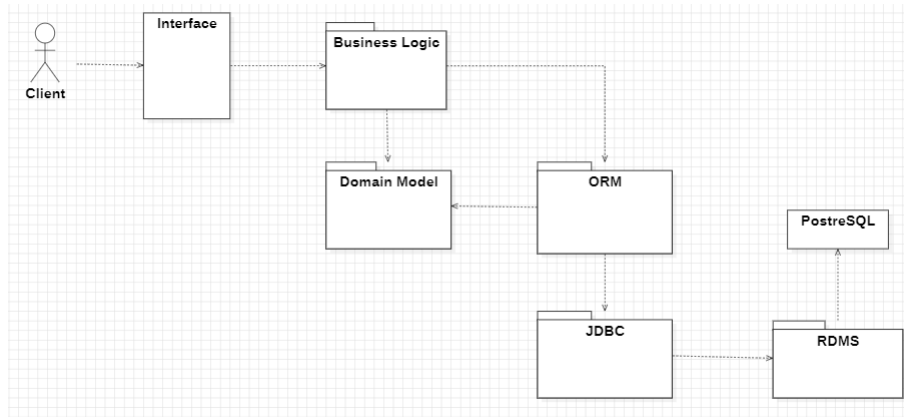 Interface
Business Logic
Client
Domain Model
ORM
PostreSQL
JDBC
RDMS